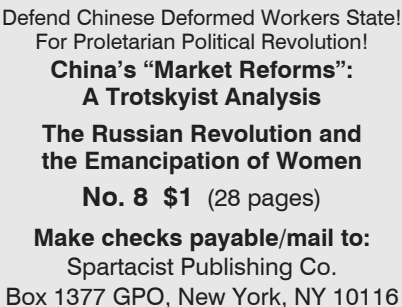 Defend Chinese Deformed Workers State!
For Proletarian Political Revolution!
China’s “Market Reforms”:
A Trotskyist Analysis
The Russian Revolution and
the Emancipation of Women
No. 8 $1 (28 pages)
Make checks payable/mail to:
Spartacist Publishing Co.
Box 1377 GPO, New York, NY 10116